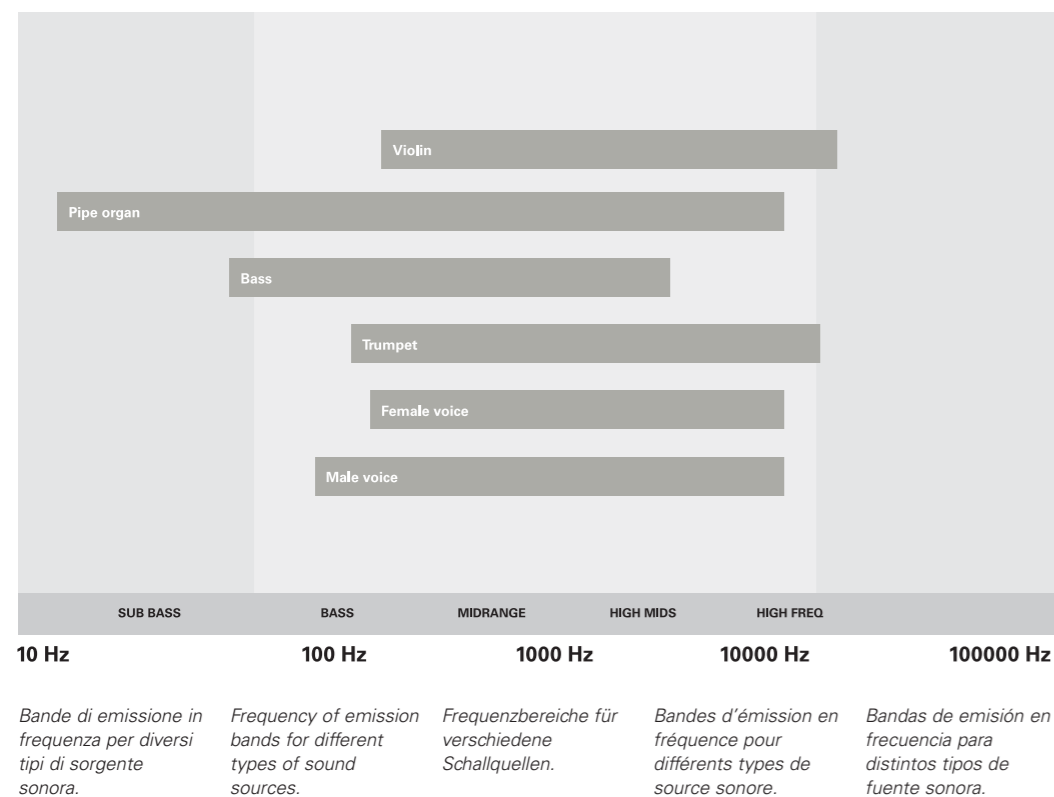 Violin
Pipe organ
Bass
Trumpet
Female voice
Male voice
SUB BASS BASS MIDRANGE HIGH MIDS HIGH FREQ
10 Hz 100 Hz 1000 Hz 10000 Hz 100000 Hz
Bande di emissione in
frequenza per diversi
tipi di sorgente
sonora.
Frequency of emission
bands for different
types of sound
sources.
Frequenzbereiche für
verschiedene
Schallquellen.
Bandes d'émission en
fréquence pour
différents types de
source sonore.
Bandas de emisión en
frecuencia para
distintos tipos de
fuente sonora.